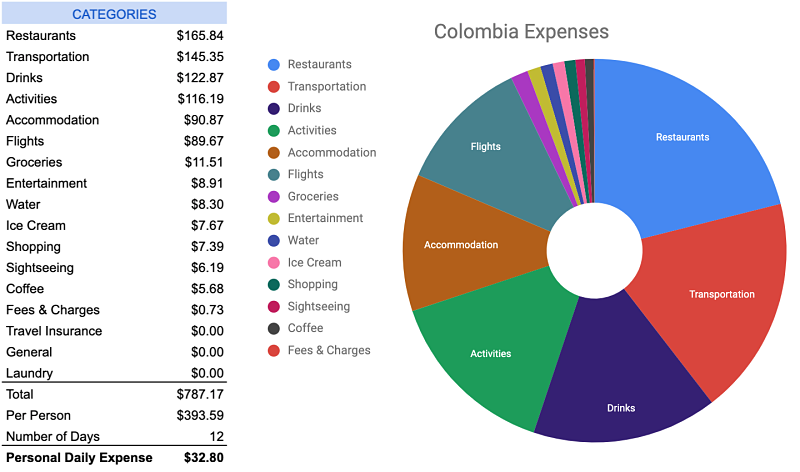 CATEGORIES
Restaurants $165.84
Transportation $145.35
Drinks $122.87
Activities $116.19
Accommodation $90.87
Flights $89.67
Groceries $11.51
Entertainment $8.91
Water $8.30
Ice Cream $7.67
Shopping $7.39
Sightseeing $6.19
Coffee $5.68
Fees & Charges $0.73
Travel Insurance $0.00
General $0.00
Laundry $0.00
Total $787.17
Per Person $393.59
Number of Days 12
Personal Daily Expense $32.80
Colombia Expenses
Restaurants
Transportation
Drinks
Activities
Accommodation
Flights
Groceries
Entertainment
Water
Ice Cream
Shopping
Sightseeing
Coffee
Fees & Charges
Restaurants
Flights
Accommodation
Transportation
Activities
Drinks